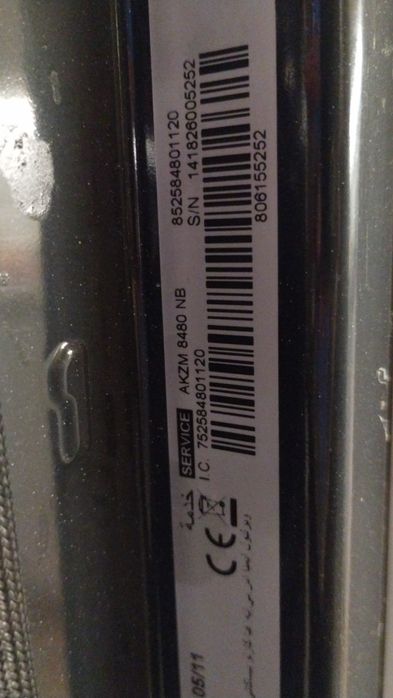 852584801120
SERVICE AKZM 8480 NB
S/N 141826005252
I.C. 752584801120
806155252
خدمة
CE
05/11